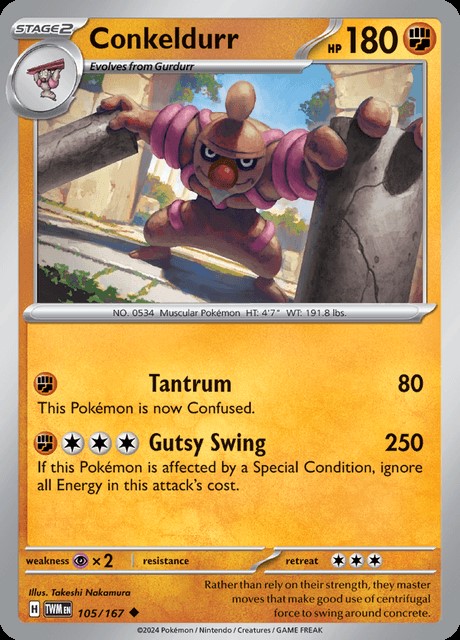 STAGE2
Conkeldurr
HP 180
Evolves from Gurdurr
NO. 0534 Muscular Pokémon HT: 4'7" WT: 191.8 lbs.
Tantrum 80
This Pokémon is now Confused.
Gutsy Swing 250
If this Pokémon is affected by a Special Condition, ignore
all Energy in this attack's cost.
weakness ×2 resistance retreat
Illus. Takeshi Nakamura
Rather than rely on their strength, they master
moves that make good use of centrifugal
force to swing around concrete.
H TWM EN 105/167
©2024 Pokémon / Nintendo / Creatures / GAME FREAK